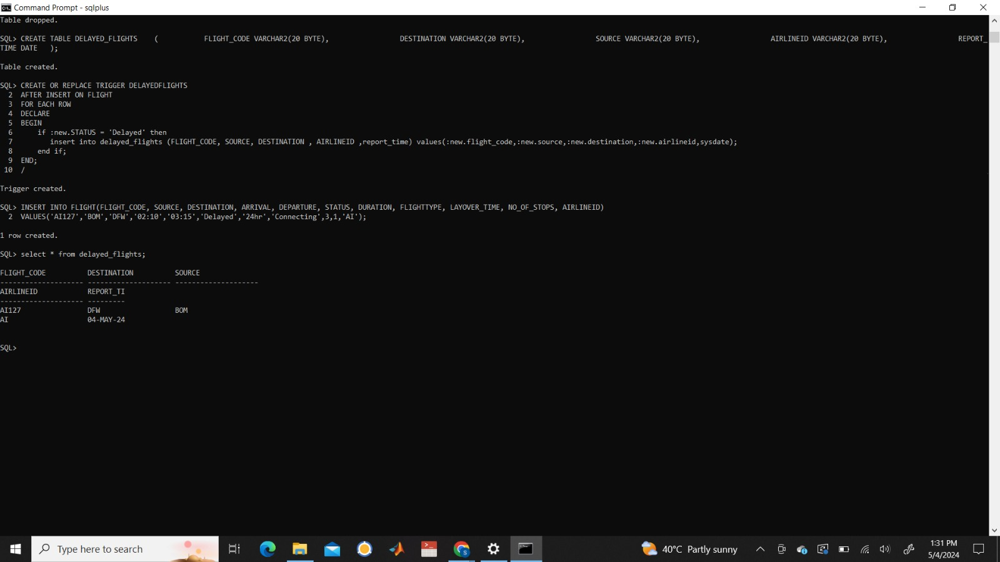 Command Prompt - sqlplus
Table dropped.
SQL> CREATE TABLE DELAYED_FLIGHTS    (           FLIGHT_CODE VARCHAR2(20 BYTE),                 DESTINATION VARCHAR2(20 BYTE),                 SOURCE VARCHAR2(20 BYTE),                 AIRLINEID VARCHAR2(20 BYTE),                 REPORT_
TIME DATE   );
Table created.
SQL> CREATE OR REPLACE TRIGGER DELAYEDFLIGHTS
  2  AFTER INSERT ON FLIGHT
  3  FOR EACH ROW
  4  DECLARE
  5  BEGIN
  6      if :new.STATUS = 'Delayed' then
  7         insert into delayed_flights (FLIGHT_CODE, SOURCE, DESTINATION , AIRLINEID ,report_time) values(:new.flight_code,:new.source,:new.destination,:new.airlineid,sysdate);
  8      end if;
  9  END;
 10  /
Trigger created.
SQL> INSERT INTO FLIGHT(FLIGHT_CODE, SOURCE, DESTINATION, ARRIVAL, DEPARTURE, STATUS, DURATION, FLIGHTTYPE, LAYOVER_TIME, NO_OF_STOPS, AIRLINEID)
  2  VALUES('AI127','BOM','DFW','02:10','03:15','Delayed','24hr','Connecting',3,1,'AI');
1 row created.
SQL> select * from delayed_flights;
FLIGHT_CODE          DESTINATION          SOURCE
-------------------- -------------------- --------------------
AIRLINEID            REPORT_TI
-------------------- ---------
AI127                DFW                  BOM
AI                   04-MAY-24
SQL>
Type here to search
40°C Partly sunny
1:31 PM
5/4/2024